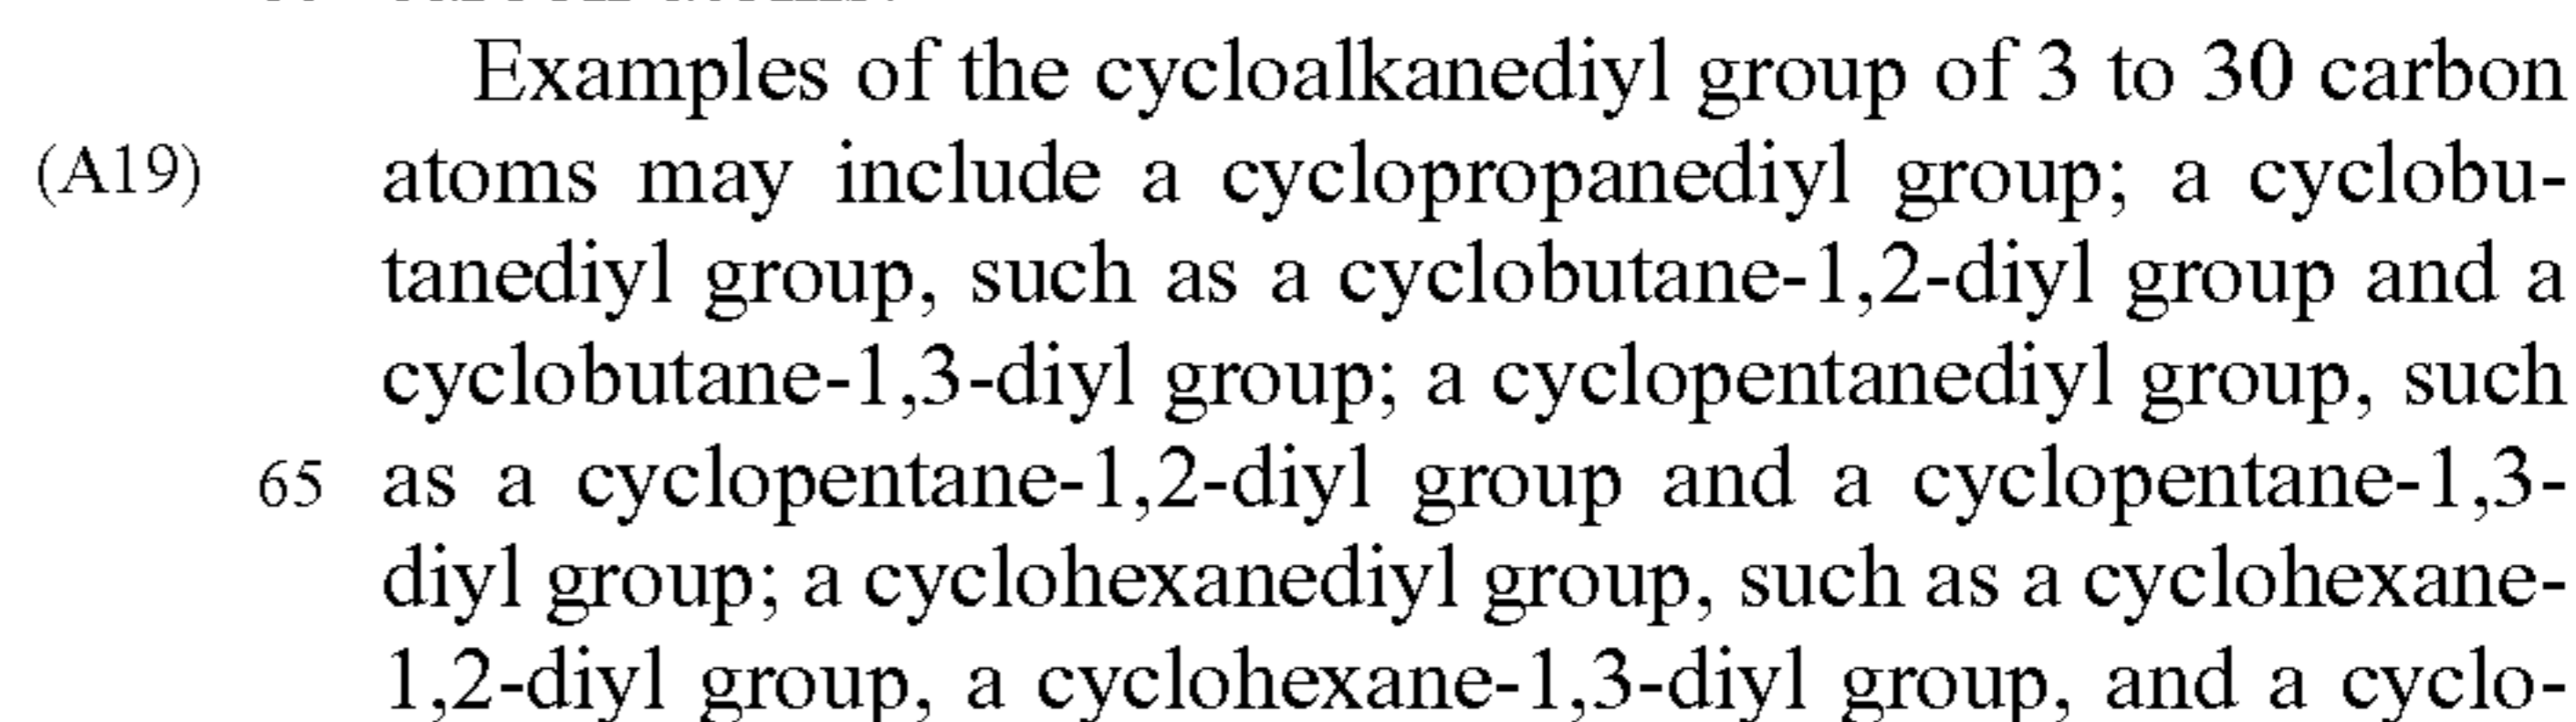 Examples of the cycloalkanediyl group of 3 to 30 carbon
(A19) atoms may include a cyclopropanediyl group; a cyclobu-
tanediyl group, such as a cyclobutane-1,2-diyl group and a
cyclobutane-1,3-diyl group; a cyclopentanediyl group, such
65 as a cyclopentane-1,2-diyl group and a cyclopentane-1,3-
diyl group; a cyclohexanediyl group, such as a cyclohexane-
1,2-diyl group, a cyclohexane-1,3-diyl group, and a cyclo-